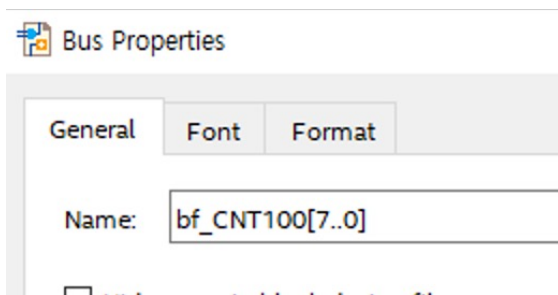 Bus Properties
General Font Format
Name: bf_CNT100[7..0]